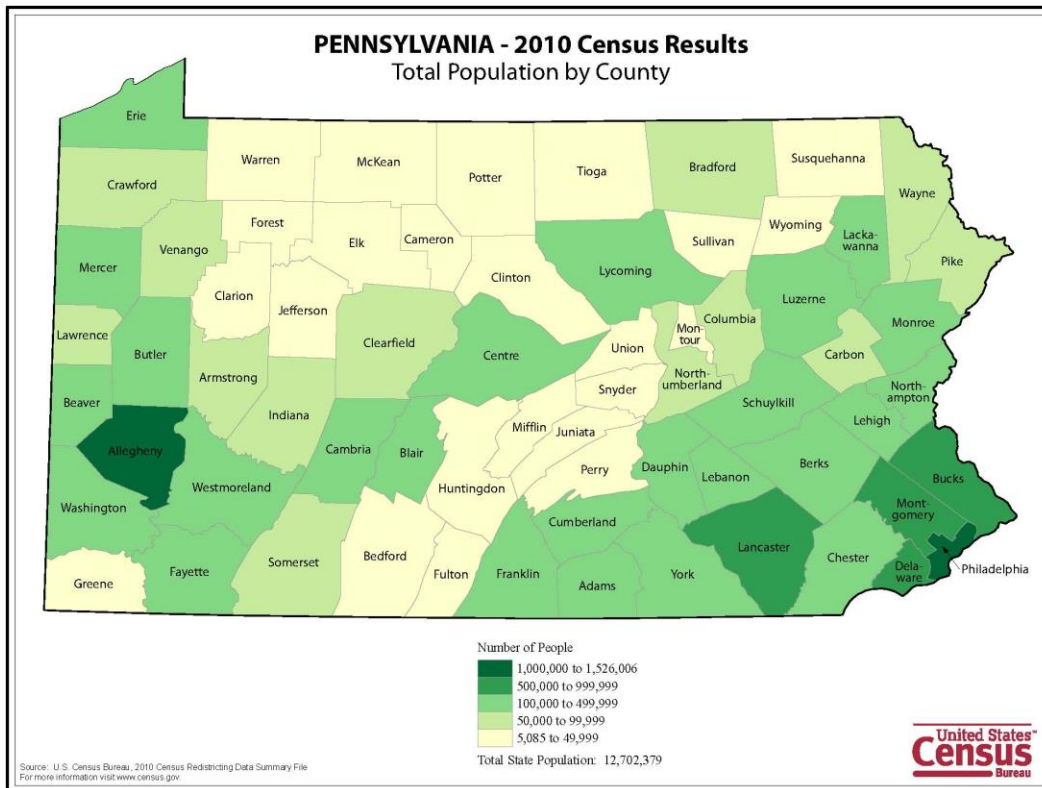 PENNSYLVANIA - 2010 Census Results
Total Population by County
Erie
Warren
McKean
Potter
Tioga
Bradford
Susquehanna
Wayne
Crawford
Forest
Elk
Cameron
Sullivan
Wyoming
Lacka-
wanna
Venango
Clinton
Lycoming
Pike
Mercer
Clarion
Jefferson
Luzerne
Columbia
Mon-
tour
Monroe
Lawrence
Butler
Clearfield
Centre
Union
Carbon
Armstrong
North-
umberland
Snyder
North-
ampton
Beaver
Indiana
Schuylkill
Lehigh
Mifflin
Juniata
Allegheny
Cambria
Blair
Perry
Dauphin
Lebanon
Berks
Bucks
Westmoreland
Huntingdon
Washington
Cumberland
Mont-
gomery
Lancaster
Somerset
Bedford
Chester
Greene
Fayette
Fulton
Franklin
Adams
York
Dela-
ware
Philadelphia
Number of People
1,000,000 to 1,526,006
500,000 to 999,999
100,000 to 499,999
50,000 to 99,999
5,085 to 49,999
Total State Population: 12,702,379
Source: U.S. Census Bureau, 2010 Census Redistricting Data Summary File
For more information visit www.census.gov.
United States™
Census
Bureau